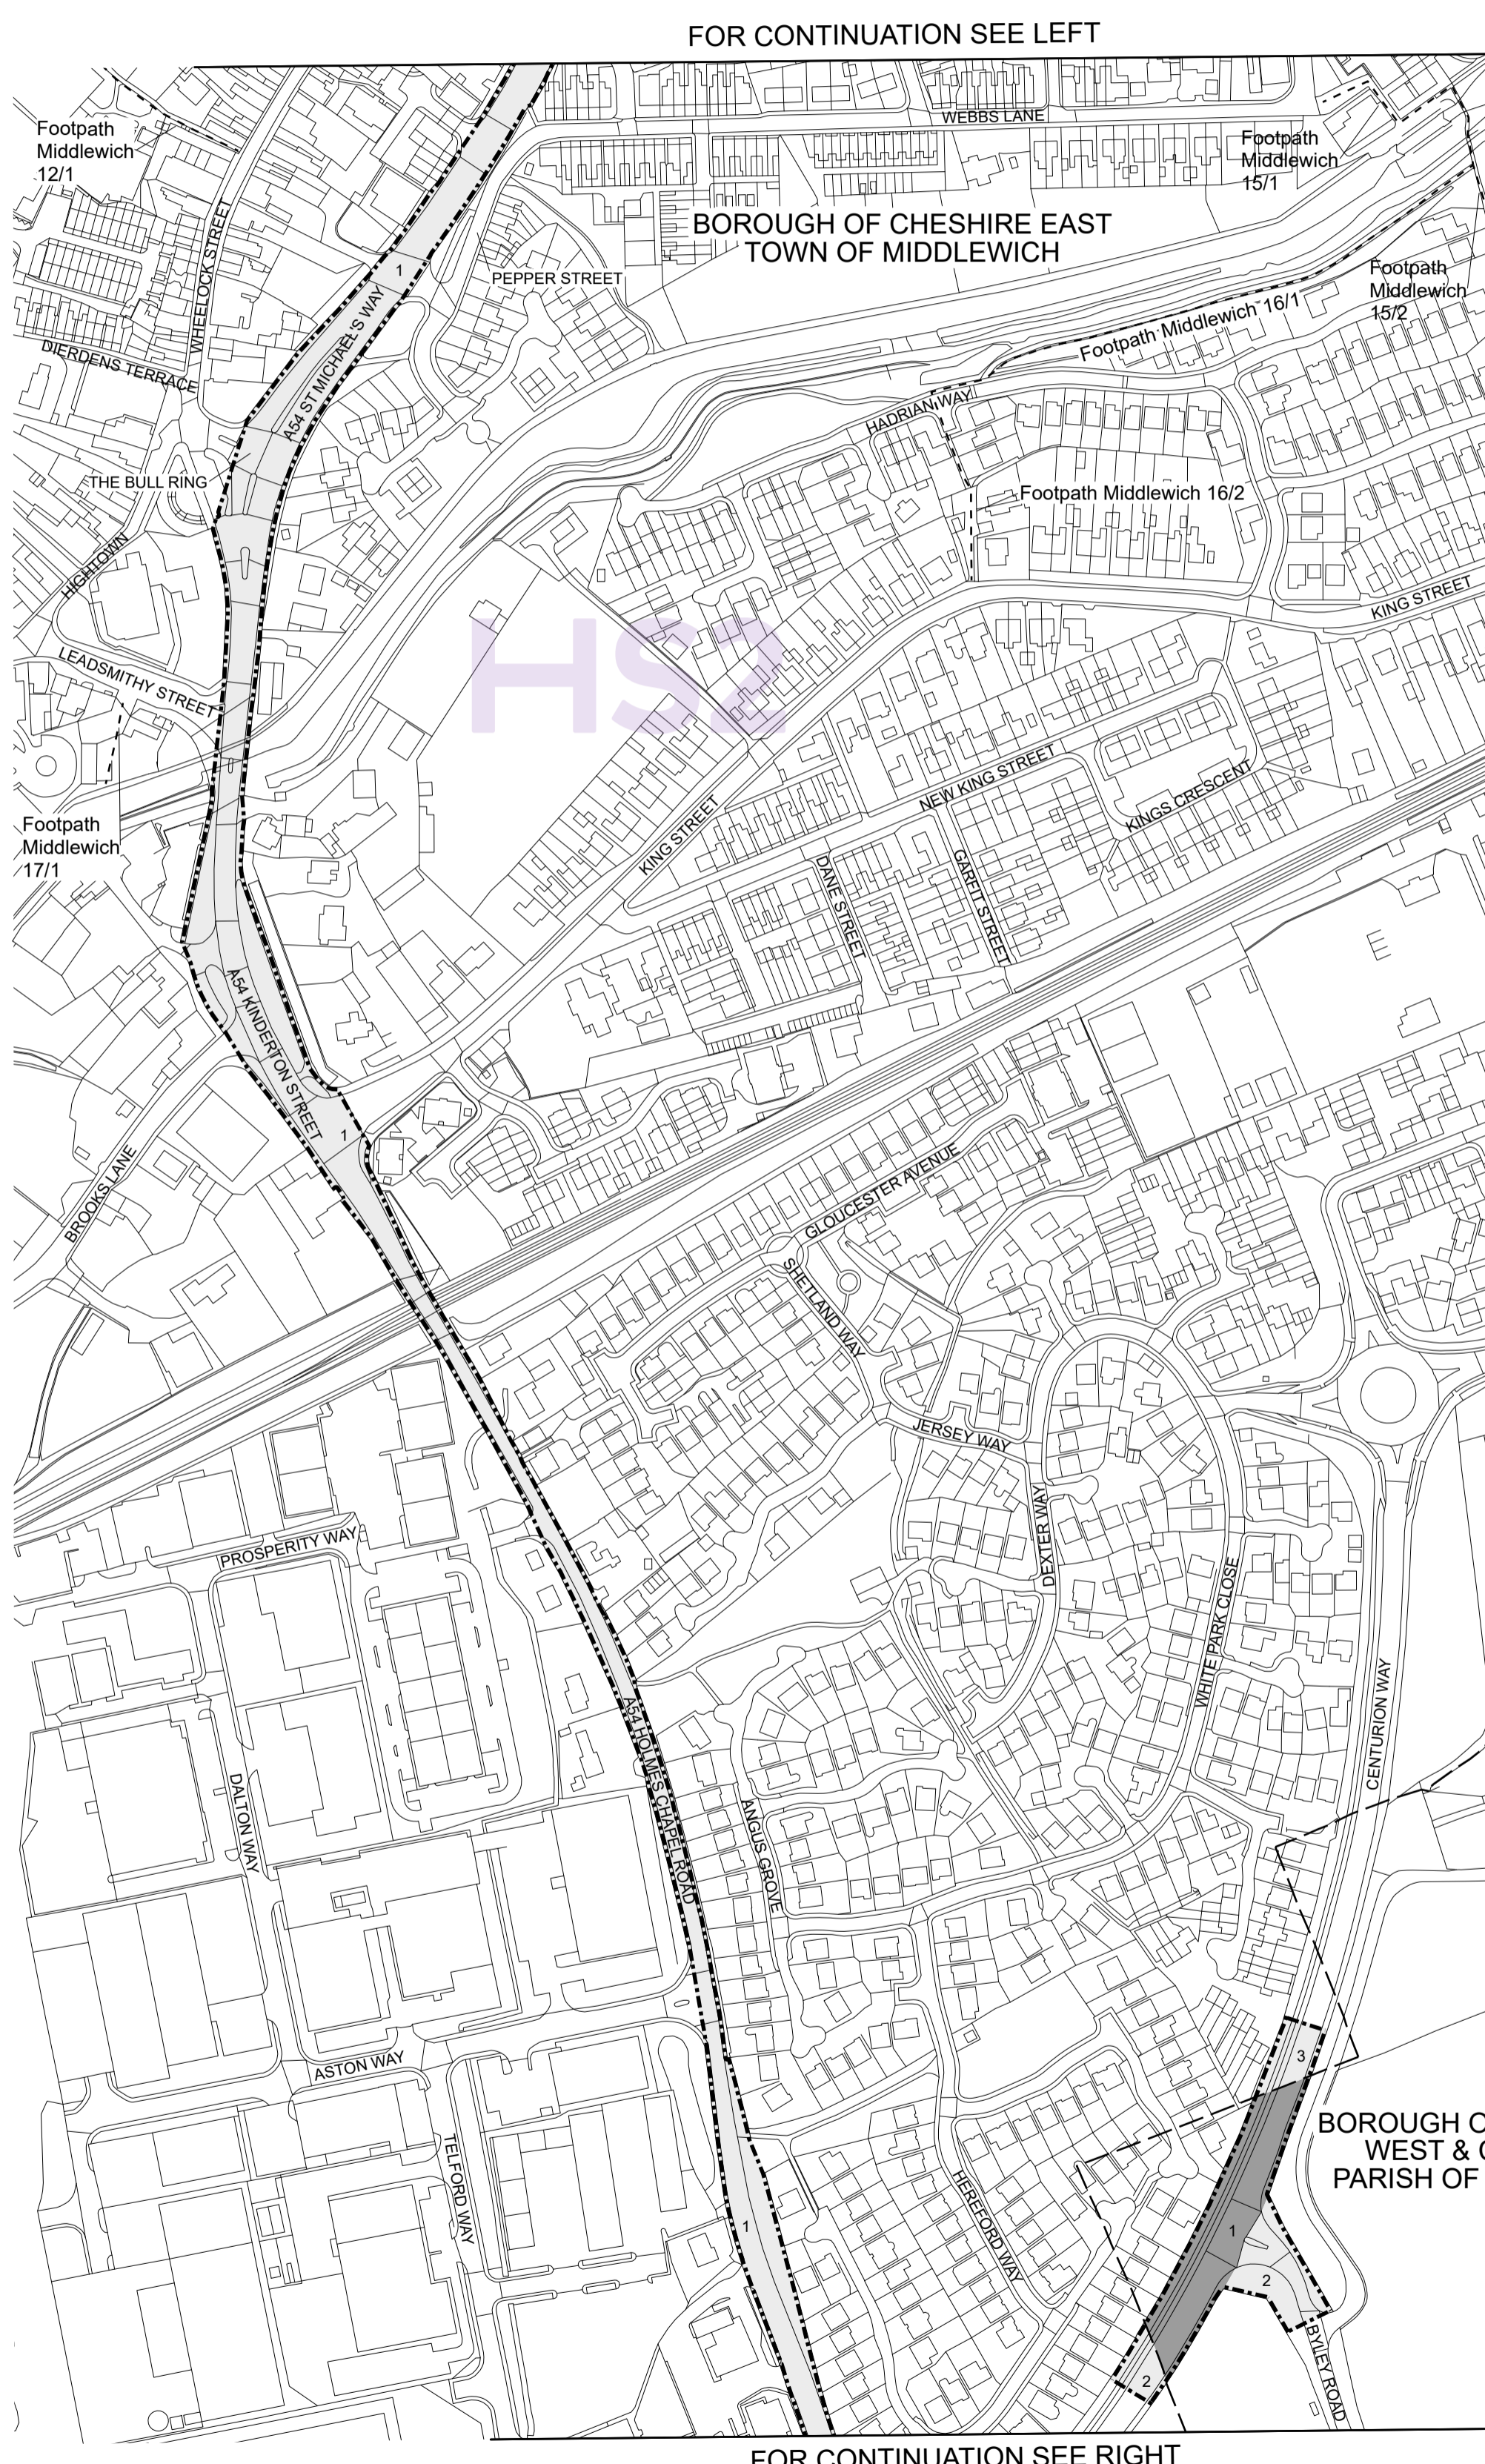 FOR CONTINUATION SEE LEFT
WEBBS LANE
Footpath
Middlewich
12/1
Footpath
Middlewich
15/1
WHEELOCK STREET
BOROUGH OF CHESHIRE EAST
TOWN OF MIDDLEWICH
1
PEPPER STREET
Footpath
Middlewich
15/2
A54 ST MICHAEL'S WAY
Footpath Middlewich 16/1
DIERDENS TERRACE
HADRIAN WAY
THE BULL RING
Footpath Middlewich 16/2
HIGHTOWN
KING STREET
HS2
LEADSMITHY STREET
NEW KING STREET
KINGS CRESCENT
Footpath
Middlewich
17/1
KING STREET
DANE STREET
GARFIT STREET
A54 KINDERTON STREET
1
BROOKS LANE
GLOUCESTER AVENUE
SHETLAND WAY
JERSEY WAY
DEXTER WAY
PROSPERITY WAY
WHITE PARK CLOSE
CENTURION WAY
A54 HOLMES CHAPEL ROAD
DALTON WAY
ANGUS GROVE
3
ASTON WAY
BOROUGH O
WEST & C
PARISH OF
TELFORD WAY
HEREFORD WAY
1
1
2
2
BYLEY ROAD
FOR CONTINUATION SEE RIGHT